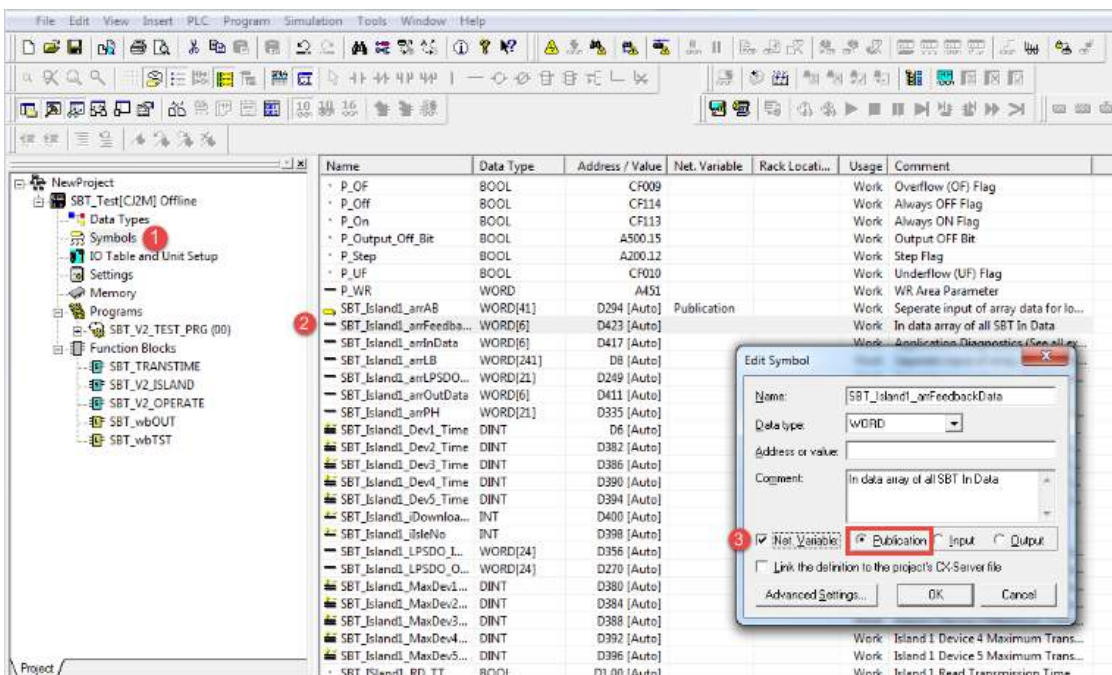 File Edit View Insert PLC Program Simulation Tools Window Help
10 16
NewProject
SBT_Test[CJ2M] Offline
Data Types
Symbols 1
IO Table and Unit Setup
Settings
Memory
Programs
SBT_V2_TEST_PRG (00)
Function Blocks
SBT_TRANSTIME
SBT_V2_ISLAND
SBT_V2_OPERATE
SBT_wbOUT
SBT_wbTST
Project
Name Data Type Address / Value Net. Variable Rack Locati... Usage Comment
P_OF BOOL CF009 Work Overflow (OF) Flag
P_Off BOOL CF114 Work Always OFF Flag
P_On BOOL CF113 Work Always ON Flag
P_Output_Off_Bit BOOL A500.15 Work Output OFF Bit
P_Step BOOL A200.12 Work Step Flag
P_UF BOOL CF010 Work Underflow (UF) Flag
P_WR WORD A451 Work WR Area Parameter
SBT_Island1_arrAB WORD[41] D294 [Auto] Publication Work Seperate input of array data for lo...
2 SBT_Island1_arrFeedba... WORD[6] D423 [Auto] Work In data array of all SBT In Data
SBT_Island1_arrInData WORD[6] D417 [Auto] Work Application Diagnostics (See all ex...
SBT_Island1_arrLB WORD[241] D8 [Auto]
SBT_Island1_arrLPSDO... WORD[21] D249 [Auto]
SBT_Island1_arrOutData WORD[6] D411 [Auto]
SBT_Island1_arrPH WORD[21] D335 [Auto]
SBT_Island1_Dev1_Time DINT D6 [Auto]
SBT_Island1_Dev2_Time DINT D382 [Auto]
SBT_Island1_Dev3_Time DINT D386 [Auto]
SBT_Island1_Dev4_Time DINT D390 [Auto]
SBT_Island1_Dev5_Time DINT D394 [Auto]
SBT_Island1_iDownloa... INT D400 [Auto]
SBT_Island1_iIsleNo INT D398 [Auto]
SBT_Island1_LPSDO_I... WORD[24] D356 [Auto]
SBT_Island1_LPSDO_O... WORD[24] D270 [Auto]
SBT_Island1_MaxDev1... DINT D380 [Auto]
SBT_Island1_MaxDev2... DINT D384 [Auto]
SBT_Island1_MaxDev3... DINT D388 [Auto]
SBT_Island1_MaxDev4... DINT D392 [Auto] Work Island 1 Device 4 Maximum Trans...
SBT_Island1_MaxDev5... DINT D396 [Auto] Work Island 1 Device 5 Maximum Trans...
SBT_ISland1_RD_TT BOOL D1.00 [Auto] Work Island 1 Read Transmission Time
Edit Symbol
Name: SBT_Island1_arrFeedbackData
Data type: WORD
Address or value:
Comment: In data array of all SBT In Data
3 Net. Variable: Publication Input Output
Link the definition to the project's CX-Server file
Advanced Settings... OK Cancel